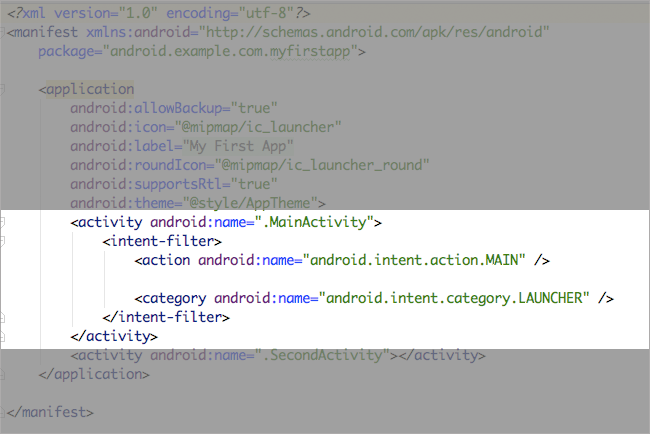 <?xml version="1.0" encoding="utf-8"?>
<manifest xmlns:android="http://schemas.android.com/apk/res/android"
    package="android.example.com.myfirstapp">

    <application
        android:allowBackup="true"
        android:icon="@mipmap/ic_launcher"
        android:label="My First App"
        android:roundIcon="@mipmap/ic_launcher_round"
        android:supportsRtl="true"
        android:theme="@style/AppTheme">
        <activity android:name=".MainActivity">
            <intent-filter>
                <action android:name="android.intent.action.MAIN" />

                <category android:name="android.intent.category.LAUNCHER" />
            </intent-filter>
        </activity>
        <activity android:name=".SecondActivity"></activity>
    </application>

</manifest>